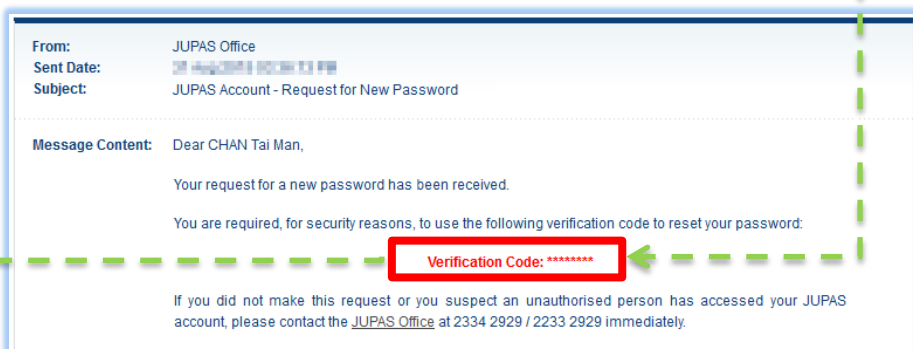 From: JUPAS Office
Sent Date:
Subject: JUPAS Account - Request for New Password
Message Content: Dear CHAN Tai Man,
Your request for a new password has been received.
You are required, for security reasons, to use the following verification code to reset your password:
Verification Code: ********
If you did not make this request or you suspect an unauthorised person has accessed your JUPAS
account, please contact the JUPAS Office at 2334 2929 / 2233 2929 immediately.